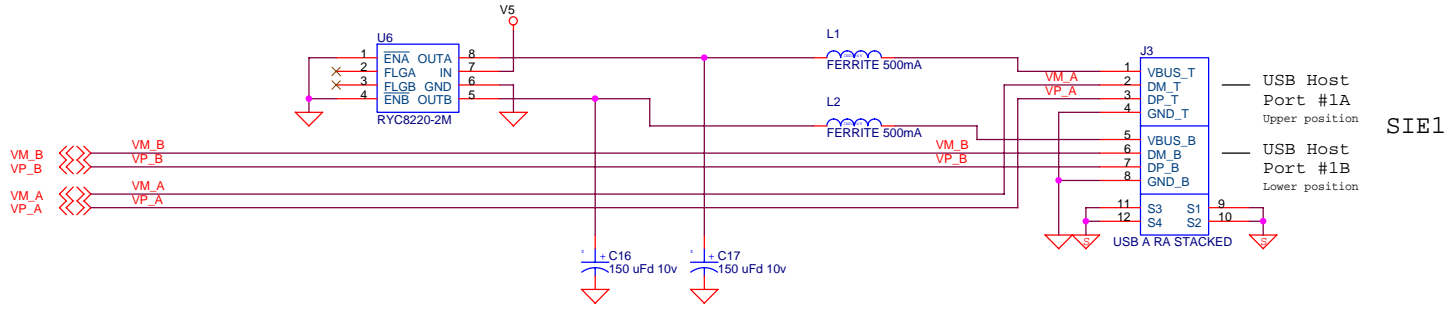 V5
U6
1 ENA OUTA 8
2 FLGA IN 7
3 FLGB GND 6
4 ENB OUTB 5
RYC8220-2M
L1
FERRITE 500mA
L2
FERRITE 500mA
J3
1 VBUS_T
VM_A 2 DM_T
VP_A 3 DP_T
4 GND_T
5 VBUS_B
VM_B 6 DM_B
VP_B 7 DP_B
8 GND_B
11 S3 S1 9
12 S4 S2 10
S
S
USB A RA STACKED
USB Host
Port #1A
Upper position
USB Host
Port #1B
Lower position
SIE1
VM_B VM_B
VP_B VP_B
VM_A VM_A
VP_A VP_A
+ C16
150 uFd 10v
+ C17
150 uFd 10v